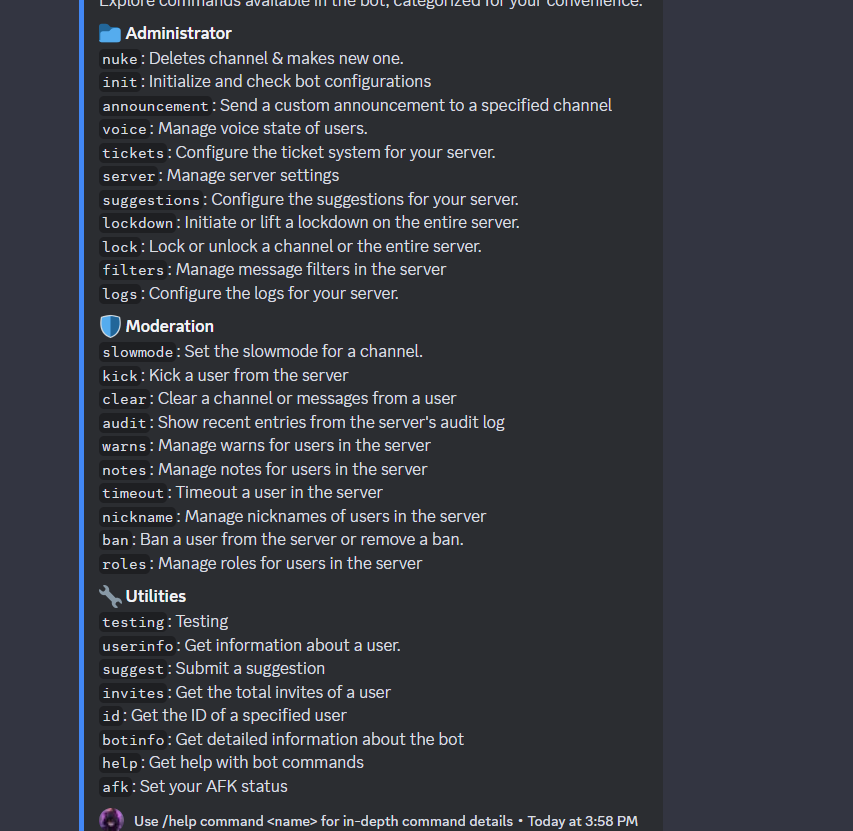 Explore commands available in the bot, categorized for your convenience.
Administrator
nuke: Deletes channel & makes new one.
init: Initialize and check bot configurations
announcement: Send a custom announcement to a specified channel
voice: Manage voice state of users.
tickets: Configure the ticket system for your server.
server: Manage server settings
suggestions: Configure the suggestions for your server.
lockdown: Initiate or lift a lockdown on the entire server.
lock: Lock or unlock a channel or the entire server.
filters: Manage message filters in the server
logs: Configure the logs for your server.
Moderation
slowmode: Set the slowmode for a channel.
kick: Kick a user from the server
clear: Clear a channel or messages from a user
audit: Show recent entries from the server's audit log
warns: Manage warns for users in the server
notes: Manage notes for users in the server
timeout: Timeout a user in the server
nickname: Manage nicknames of users in the server
ban: Ban a user from the server or remove a ban.
roles: Manage roles for users in the server
Utilities
testing: Testing
userinfo: Get information about a user.
suggest: Submit a suggestion
invites: Get the total invites of a user
id: Get the ID of a specified user
botinfo: Get detailed information about the bot
help: Get help with bot commands
afk: Set your AFK status
Use /help command <name> for in-depth command details • Today at 3:58 PM